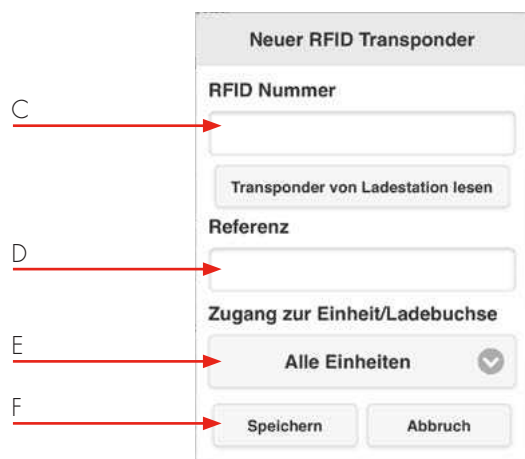 Neuer RFID Transponder
RFID Nummer
C
Transponder von Ladestation lesen
Referenz
D
Zugang zur Einheit/Ladebuchse
E
Alle Einheiten
F
Speichern Abbruch